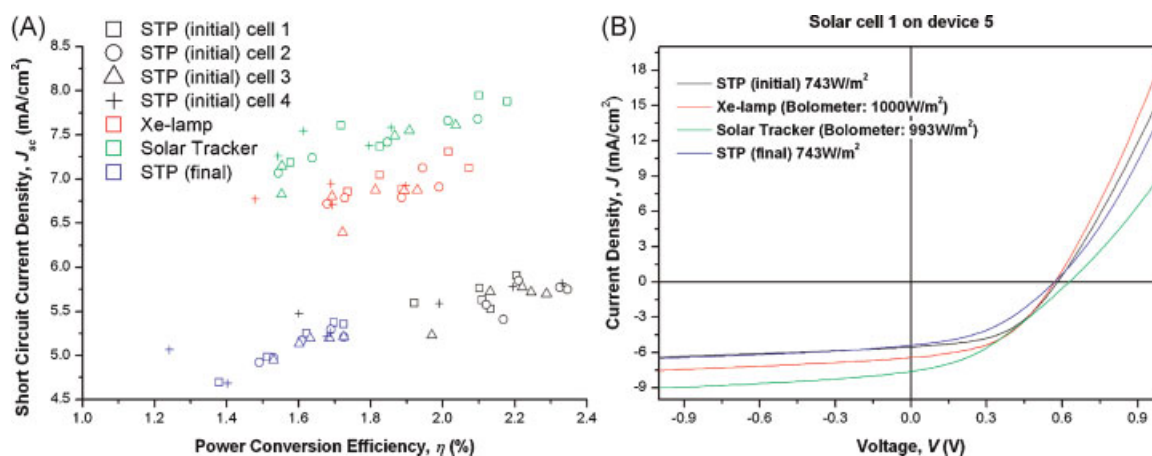 (A)
STP (initial) cell 1
STP (initial) cell 2
STP (initial) cell 3
STP (initial) cell 4
Xe-lamp
Solar Tracker
STP (final)
Short Circuit Current Density, Jsc (mA/cm²)
8.5
8.0
7.5
7.0
6.5
6.0
5.5
5.0
4.5
1.0 1.2 1.4 1.6 1.8 2.0 2.2 2.4
Power Conversion Efficiency, η (%)
(B)
Solar cell 1 on device 5
STP (initial) 743W/m²
Xe-lamp (Bolometer: 1000W/m²)
Solar Tracker (Bolometer: 993W/m²)
STP (final) 743W/m²
Current Density, J (mA/cm²)
18
15
12
9
6
3
0
-3
-6
-9
-0.9 -0.6 -0.3 0.0 0.3 0.6 0.9
Voltage, V (V)